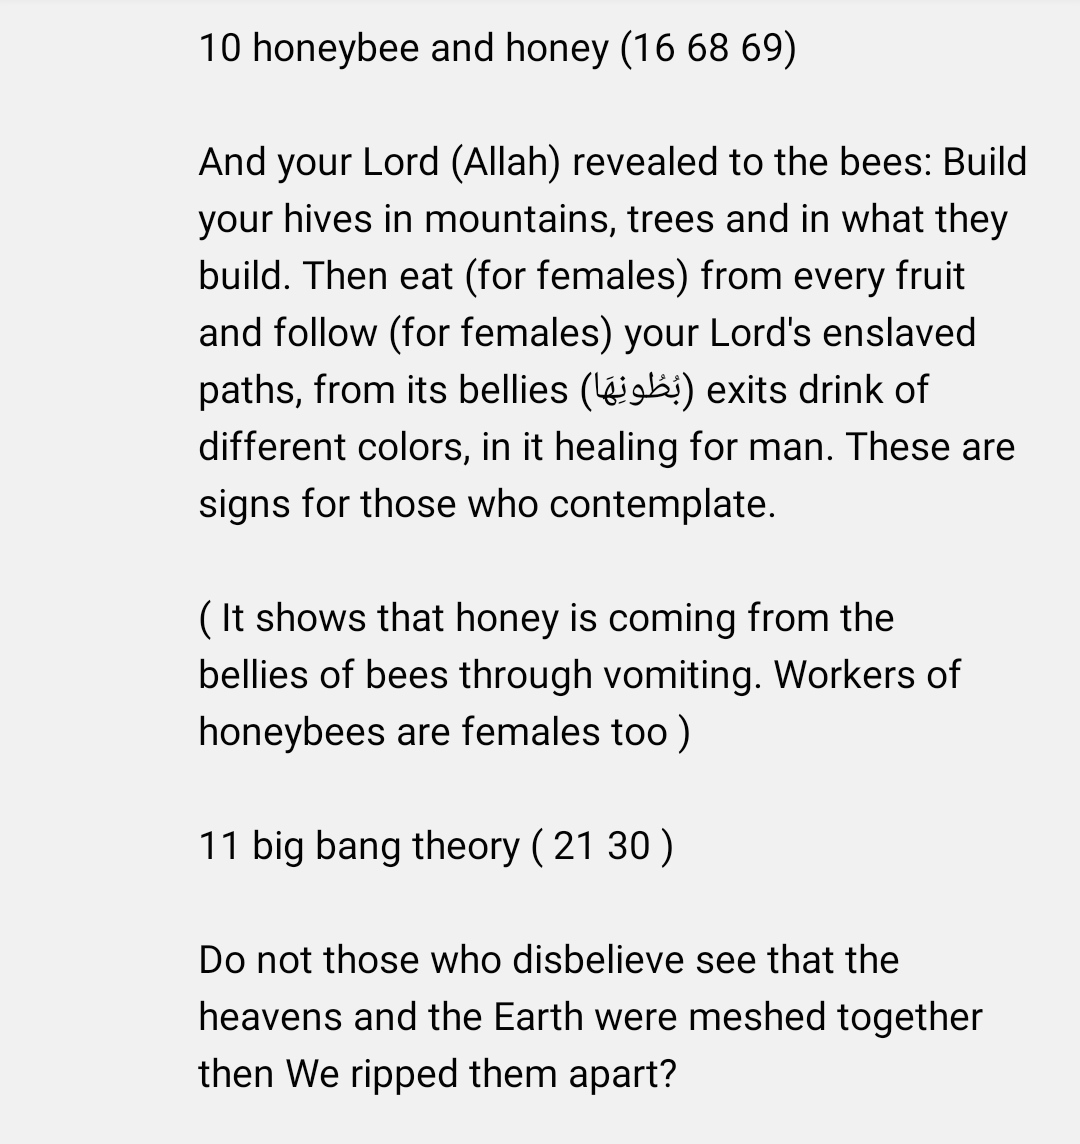 10 honeybee and honey (16 68 69)
And your Lord (Allah) revealed to the bees: Build
your hives in mountains, trees and in what they
build. Then eat (for females) from every fruit
and follow (for females) your Lord's enslaved
paths, from its bellies (بُطُونِهَا) exits drink of
different colors, in it healing for man. These are
signs for those who contemplate.
( It shows that honey is coming from the
bellies of bees through vomiting. Workers of
honeybees are females too )
11 big bang theory ( 21 30 )
Do not those who disbelieve see that the
heavens and the Earth were meshed together
then We ripped them apart?